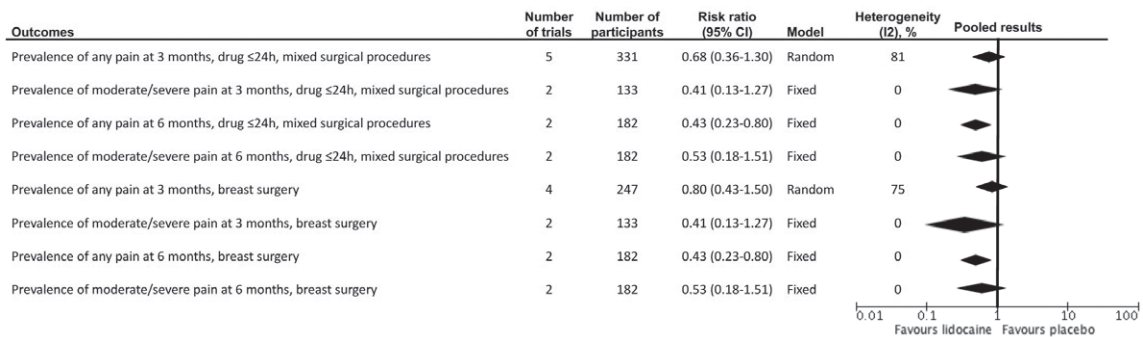 Outcomes Number of trials Number of participants Risk ratio (95% CI) Model Heterogeneity (I2), % Pooled results
Prevalence of any pain at 3 months, drug ≤24h, mixed surgical procedures 5 331 0.68 (0.36-1.30) Random 81
Prevalence of moderate/severe pain at 3 months, drug ≤24h, mixed surgical procedures 2 133 0.41 (0.13-1.27) Fixed 0
Prevalence of any pain at 6 months, drug ≤24h, mixed surgical procedures 2 182 0.43 (0.23-0.80) Fixed 0
Prevalence of moderate/severe pain at 6 months, drug ≤24h, mixed surgical procedures 2 182 0.53 (0.18-1.51) Fixed 0
Prevalence of any pain at 3 months, breast surgery 4 247 0.80 (0.43-1.50) Random 75
Prevalence of moderate/severe pain at 3 months, breast surgery 2 133 0.41 (0.13-1.27) Fixed 0
Prevalence of any pain at 6 months, breast surgery 2 182 0.43 (0.23-0.80) Fixed 0
Prevalence of moderate/severe pain at 6 months, breast surgery 2 182 0.53 (0.18-1.51) Fixed 0
0.01 0.1 1 10 100
Favours lidocaine Favours placebo